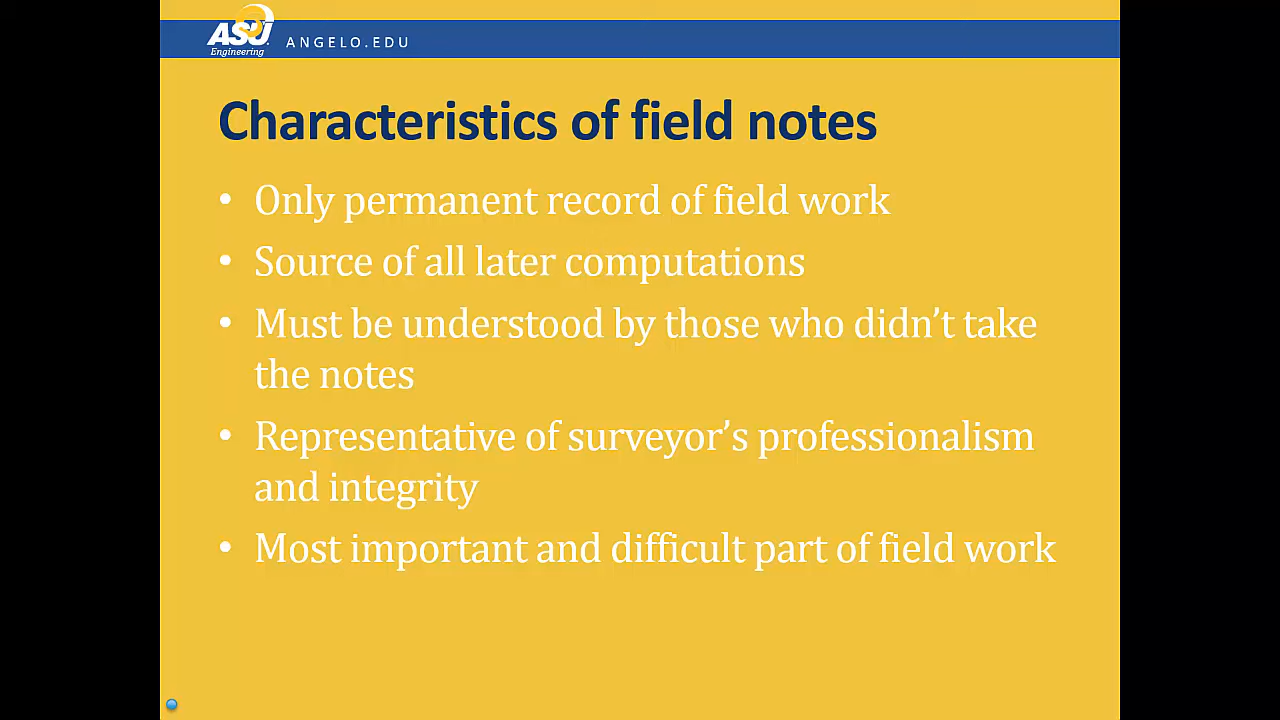 ASU
Engineering
ANGELO.EDU
Characteristics of field notes
• Only permanent record of field work
• Source of all later computations
• Must be understood by those who didn't take
the notes
• Representative of surveyor's professionalism
and integrity
• Most important and difficult part of field work